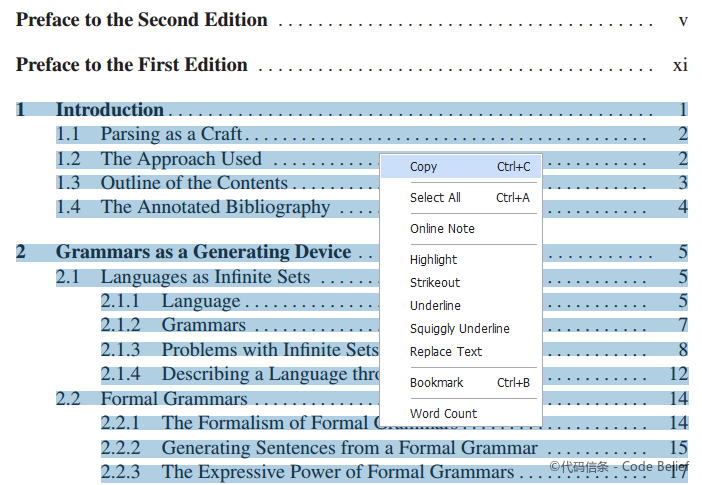 Preface to the Second Edition . . . . . . . . . . . . . . . . . . . . . . . . . . . . . . . . . . v
Preface to the First Edition . . . . . . . . . . . . . . . . . . . . . . . . . . . . . . . . . . . . xi
1 Introduction . . . . . . . . . . . . . . . . . . . . . . . . . . . . . . . . . . . . . . . . . . . . 1
1.1 Parsing as a Craft . . . . . . . . . . . . . . . . . . . . . . . . . . . . . . . . . . . . 2
1.2 The Approach Used . . . . . . . . . . . . . . . . . . . . 2
1.3 Outline of the Contents . . . . . . . . . . . . . . . . . . 3
1.4 The Annotated Bibliography . . . . . . . . . . . . . . 4
2 Grammars as a Generating Device . . . . . . . . . . . . . . 5
2.1 Languages as Infinite Sets . . . . . . . . . . . . . . . . 5
2.1.1 Language . . . . . . . . . . . . . . . . . . . . . . 5
2.1.2 Grammars . . . . . . . . . . . . . . . . . . . . . 7
2.1.3 Problems with Infinite Sets . . . . . . . . . . 8
2.1.4 Describing a Language . . . . . . . . . . 12
2.2 Formal Grammars . . . . . . . . . . . . . . . . . . . . . 14
2.2.1 The Formalism of Formal . . . . . . . . . . 14
2.2.2 Generating Sentences from a Formal Grammar . . . . . . . . . . 15
2.2.3 The Expressive Power of Formal Grammars . . . . . . . . . . . . 17
Copy Ctrl+C
Select All Ctrl+A
Online Note
Highlight
Strikeout
Underline
Squiggly Underline
Replace Text
Bookmark Ctrl+B
Word Count
©代码信条 - Code Belief